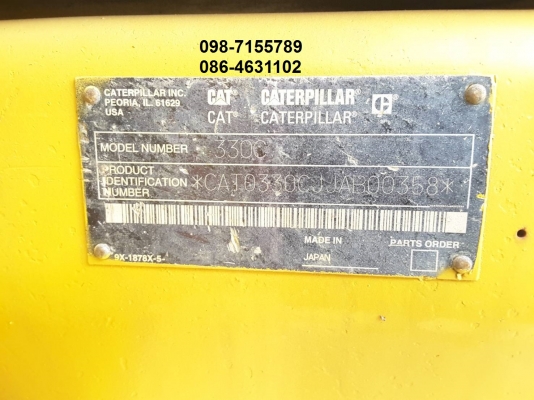 098-7155789
086-4631102
CATERPILLAR INC. CAT® CATERPILLAR® C
PEORIA, IL. 61629
USA CAT® CATERPILLAR®
MODEL NUMBER 330C
PRODUCT
IDENTIFICATION *CAT0330CJJAB00358*
NUMBER
MADE IN PARTS ORDER
JAPAN
9X-1878X-5-